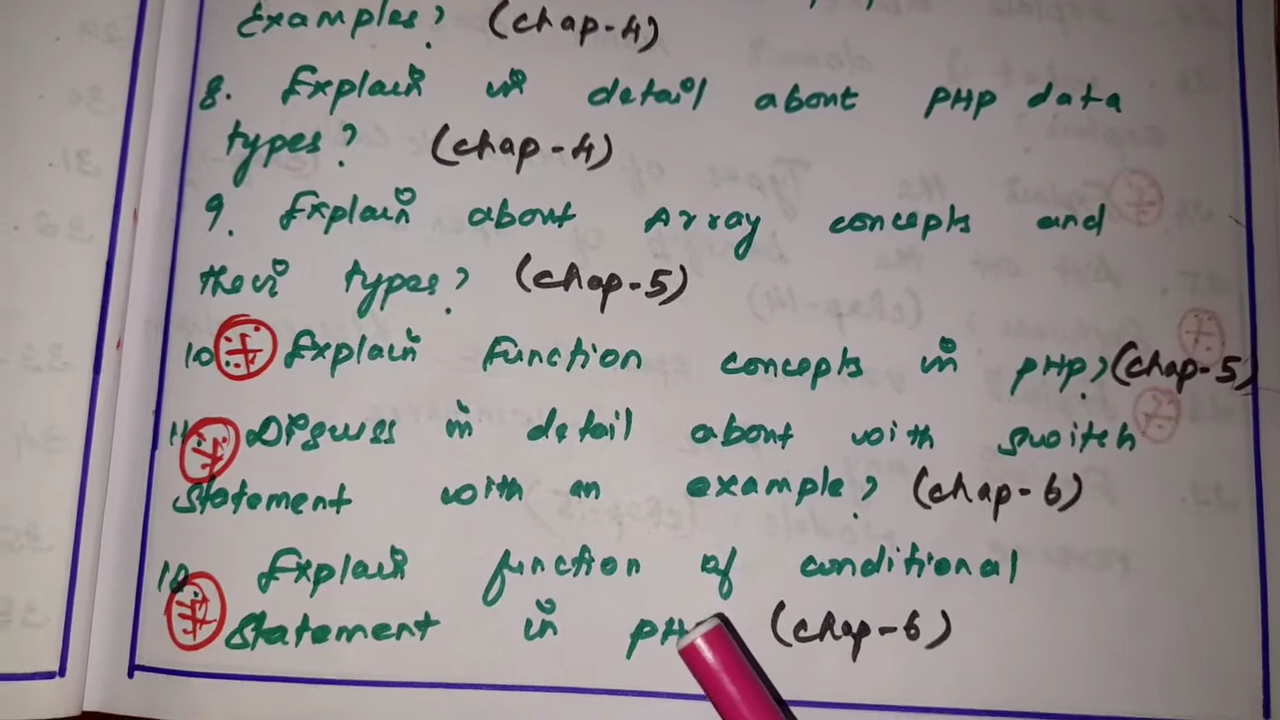 Examples? (chap-4)
8. Explain in detail about PHP data
types? (chap-4)
9. Explain about Array concepts and
their types? (chap-5)
10. Explain Function concepts in PHP? (chap-5)
11. Discuss in detail about with switch
statement with an example? (chap-6)
12. Explain function of conditional
statement in PH (chap-6)